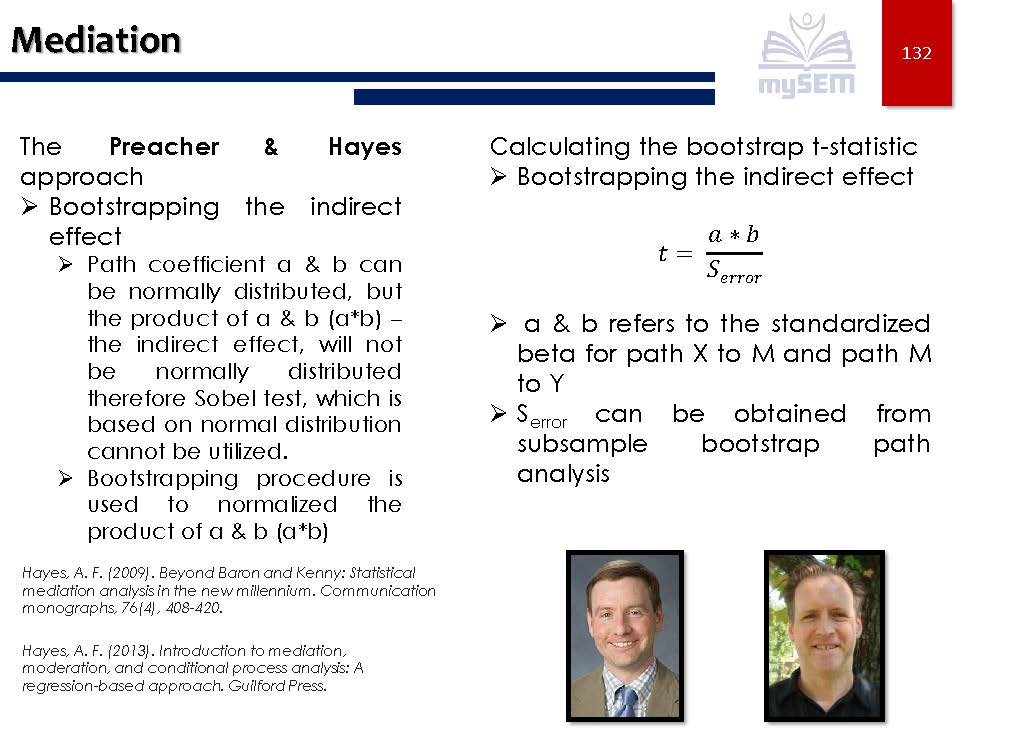 Mediation
mySEM
132
The Preacher & Hayes
approach
➢ Bootstrapping the indirect
effect
➢ Path coefficient a & b can
be normally distributed, but
the product of a & b (a*b) –
the indirect effect, will not
be normally distributed
therefore Sobel test, which is
based on normal distribution
cannot be utilized.
➢ Bootstrapping procedure is
used to normalized the
product of a & b (a*b)
Hayes, A. F. (2009). Beyond Baron and Kenny: Statistical
mediation analysis in the new millennium. Communication
monographs, 76(4), 408-420.
Hayes, A. F. (2013). Introduction to mediation,
moderation, and conditional process analysis: A
regression-based approach. Guilford Press.
Calculating the bootstrap t-statistic
➢ Bootstrapping the indirect effect
t = a ∗ b / S_error
➢ a & b refers to the standardized
beta for path X to M and path M
to Y
➢ S_error can be obtained from
subsample bootstrap path
analysis